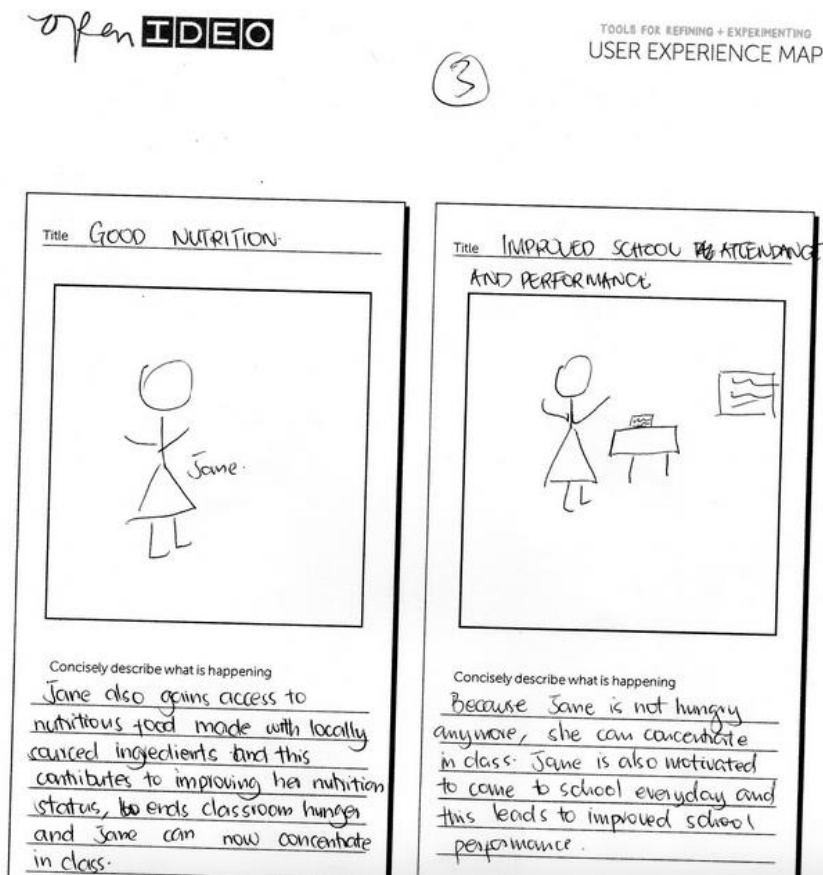 open IDEO
TOOLS FOR REFINING + EXPERIMENTING
USER EXPERIENCE MAP
3
Title GOOD NUTRITION.
Jane.
Concisely describe what is happening
Jane also gains access to
nutritious food made with locally
sourced ingredients and this
contributes to improving her nutrition
status, ends classroom hunger
and Jane can now concentrate
in class.
Title IMPROVED SCHOOL ATTENDANCE
AND PERFORMANCE
Concisely describe what is happening
Because Jane is not hungry
anymore, she can concentrate
in class. Jane is also motivated
to come to school everyday and
this leads to improved school
performance.